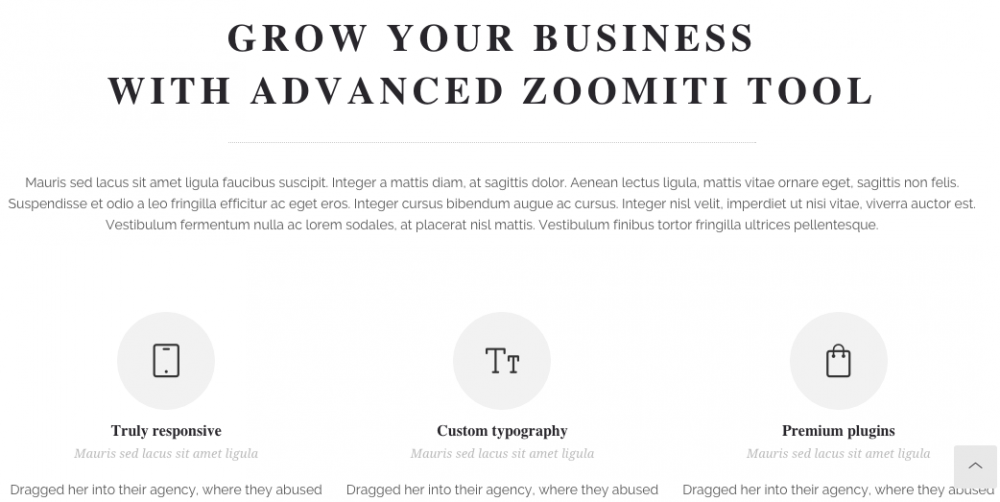 GROW YOUR BUSINESS
WITH ADVANCED ZOOMITI TOOL
Mauris sed lacus sit amet ligula faucibus suscipit. Integer a mattis diam, at sagittis dolor. Aenean lectus ligula, mattis vitae ornare eget, sagittis non felis.
Suspendisse et odio a leo fringilla efficitur ac eget eros. Integer cursus bibendum augue ac cursus. Integer nisl velit, imperdiet ut nisi vitae, viverra auctor est.
Vestibulum fermentum nulla ac lorem sodales, at placerat nisl mattis. Vestibulum finibus tortor fringilla ultrices pellentesque.
TT
Truly responsive
Mauris sed lacus sit amet ligula
Dragged her into their agency, where they abused
Custom typography
Mauris sed lacus sit amet ligula
Dragged her into their agency, where they abused
Premium plugins
Mauris sed lacus sit amet ligula
Dragged her into their agency, where they abused